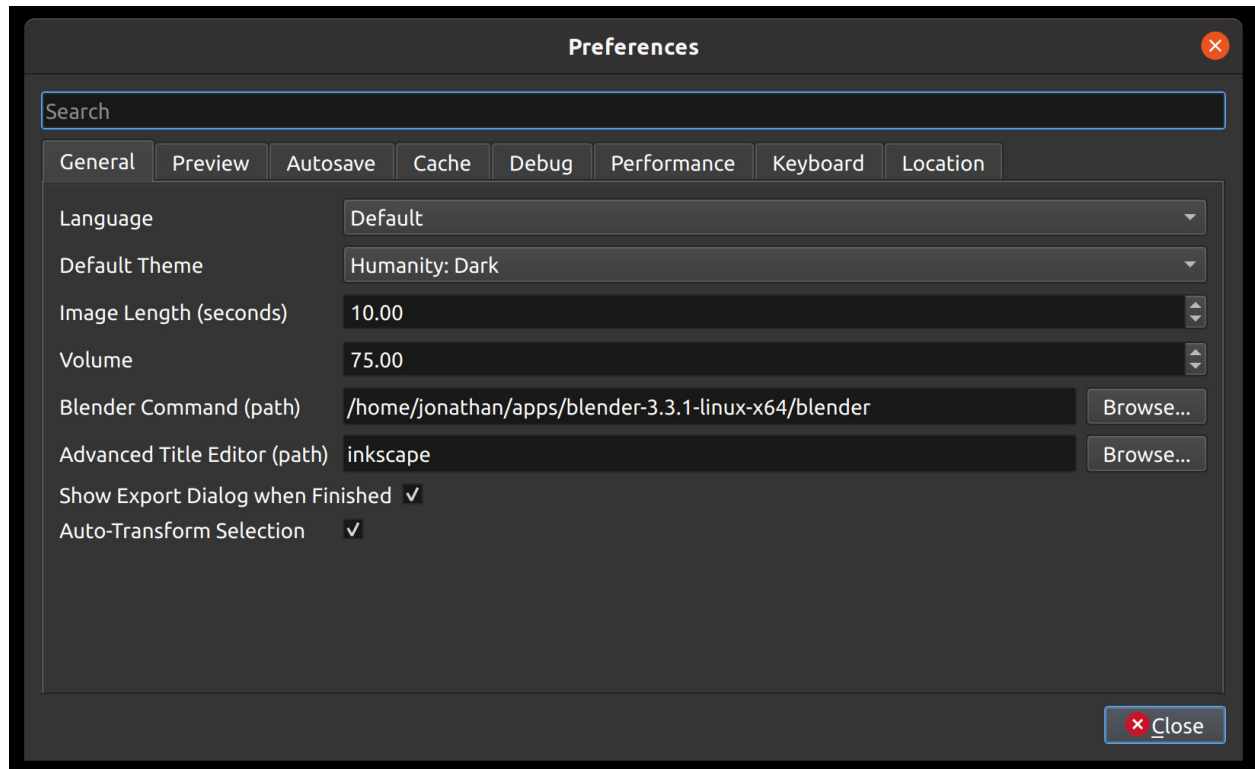 Preferences
Search
General Preview Autosave Cache Debug Performance Keyboard Location
Language Default
Default Theme Humanity: Dark
Image Length (seconds) 10.00
Volume 75.00
Blender Command (path) /home/jonathan/apps/blender-3.3.1-linux-x64/blender Browse...
Advanced Title Editor (path) inkscape Browse...
Show Export Dialog when Finished
Auto-Transform Selection
Close